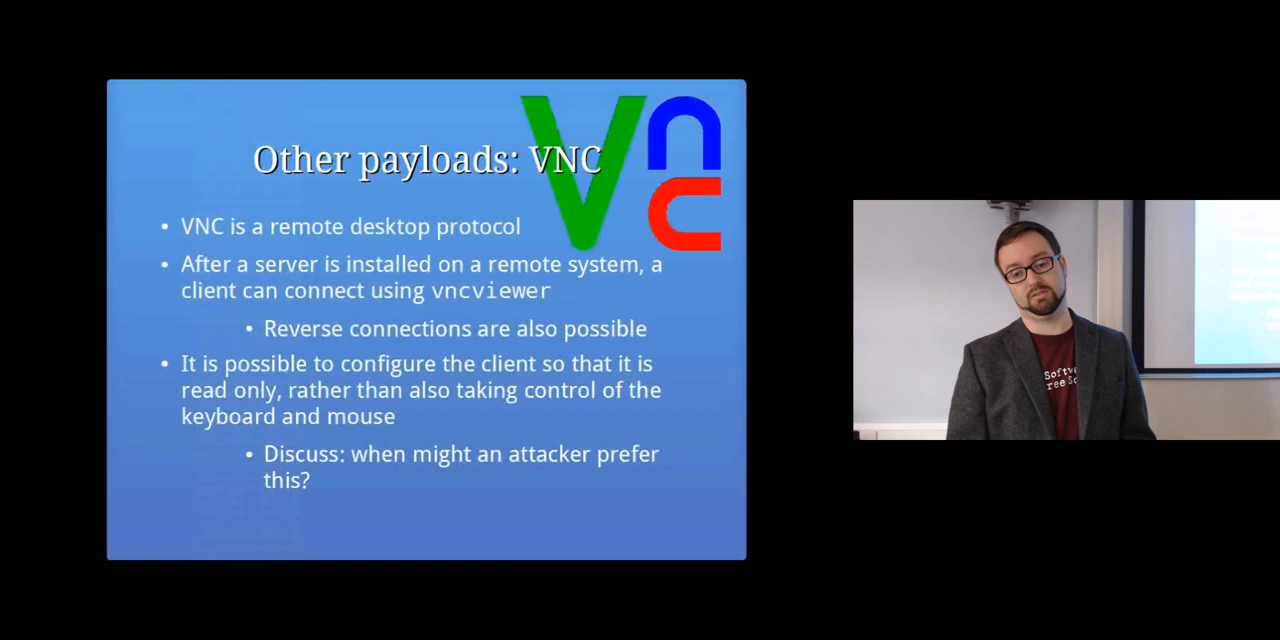 Other payloads: VNC
Vnc
• VNC is a remote desktop protocol
• After a server is installed on a remote system, a
client can connect using vncviewer
• Reverse connections are also possible
• It is possible to configure the client so that it is
read only, rather than also taking control of the
keyboard and mouse
• Discuss: when might an attacker prefer
this?